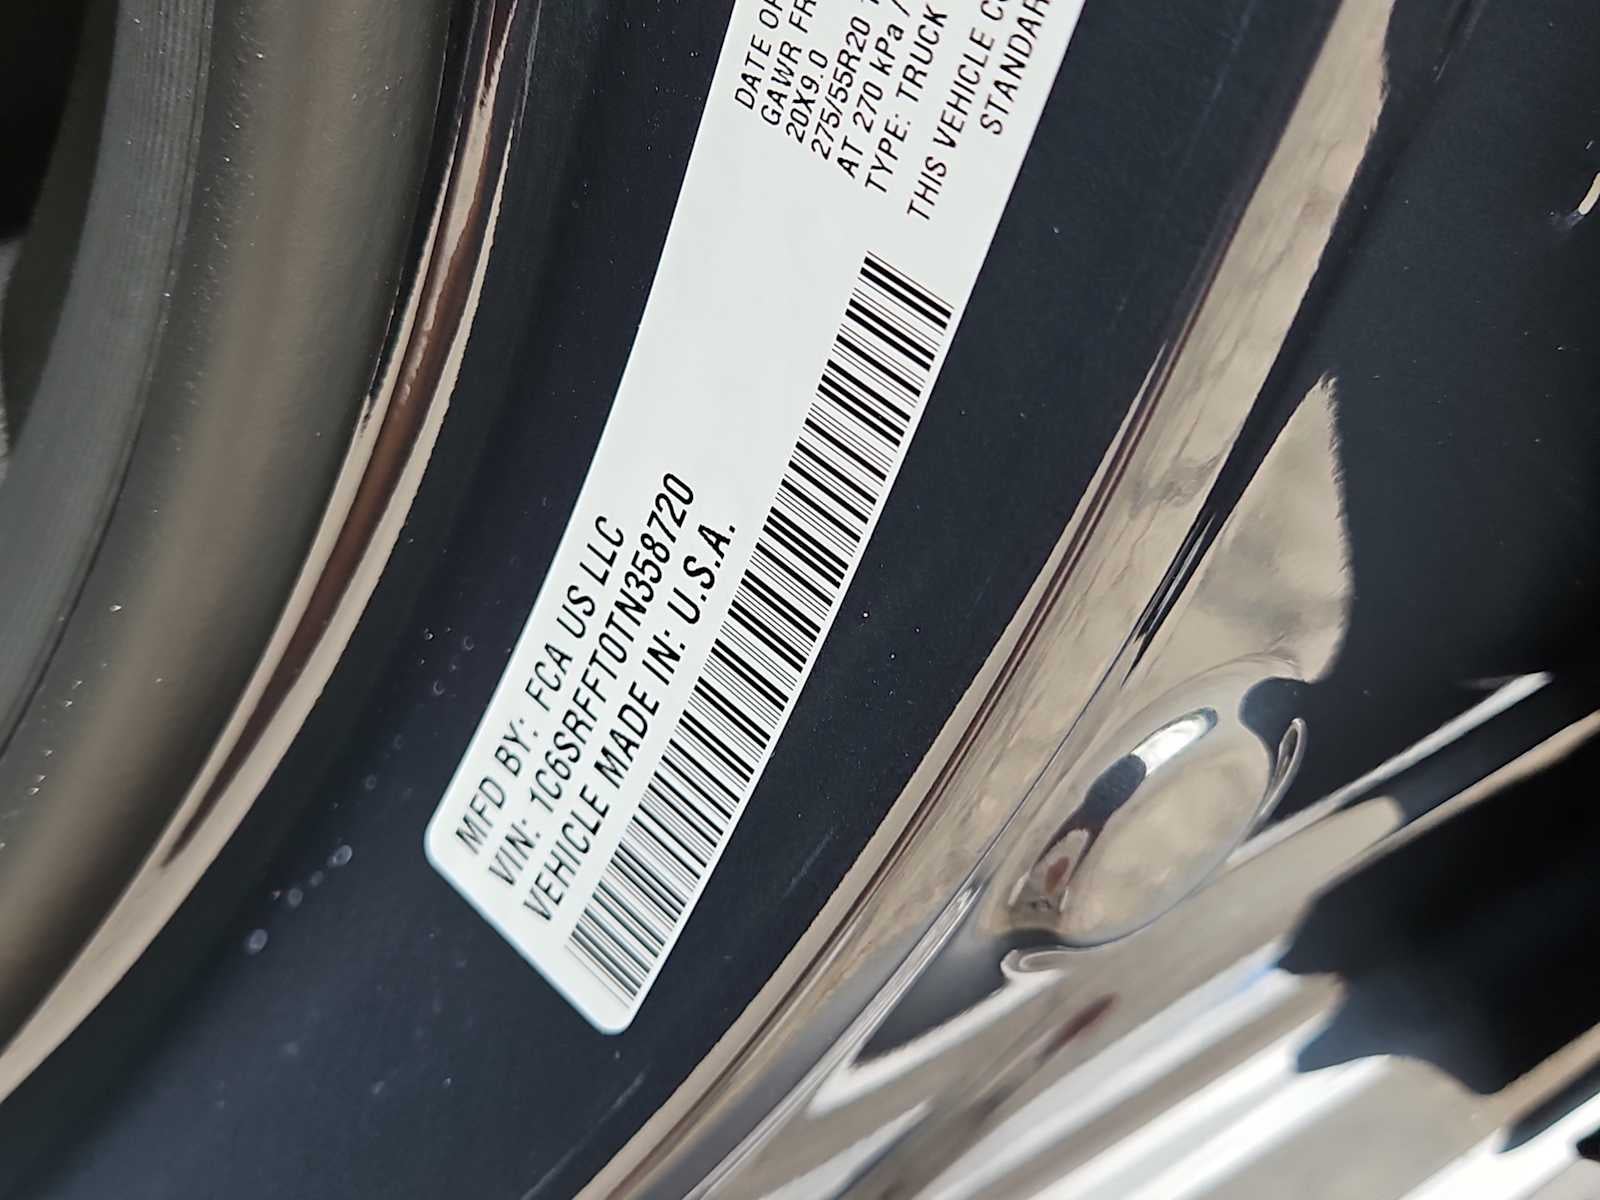 MFD BY: FCA US LLC
VIN: 1C6SRFFT0TN358720
VEHICLE MADE IN: U.S.A.
DATE OF
GAWR FR
20X9.0
275/55R20
AT 270 kPa /
TYPE: TRUCK
THIS VEHICLE CO
STANDAR